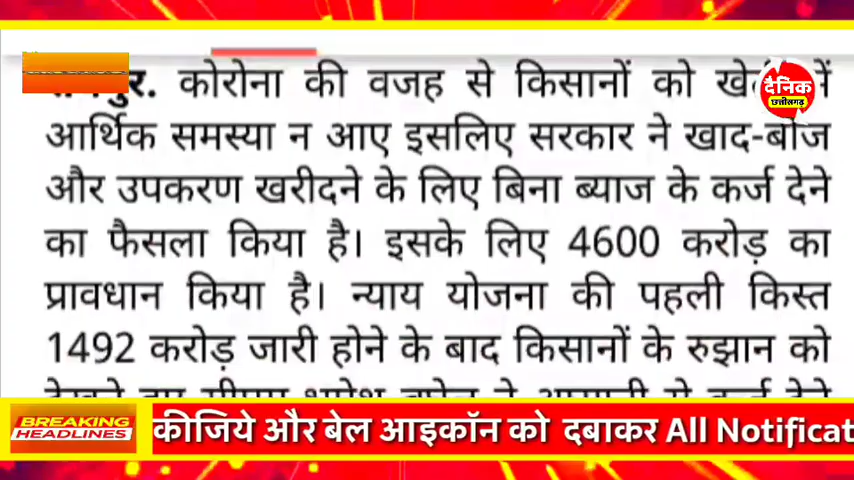 कोरोना की वजह से किसानों को
दैनिक
छत्तीसगढ़
आर्थिक समस्या न आए इसलिए सरकार ने खाद-बीज
और उपकरण खरीदने के लिए बिना ब्याज के कर्ज देने
का फैसला किया है। इसके लिए 4600 करोड़ का
प्रावधान किया है। न्याय योजना की पहली किस्त
1492 करोड़ जारी होने के बाद किसानों के रुझान को
BREAKING
HEADLINES
कीजिये और बेल आइकॉन को दबाकर All Notificat